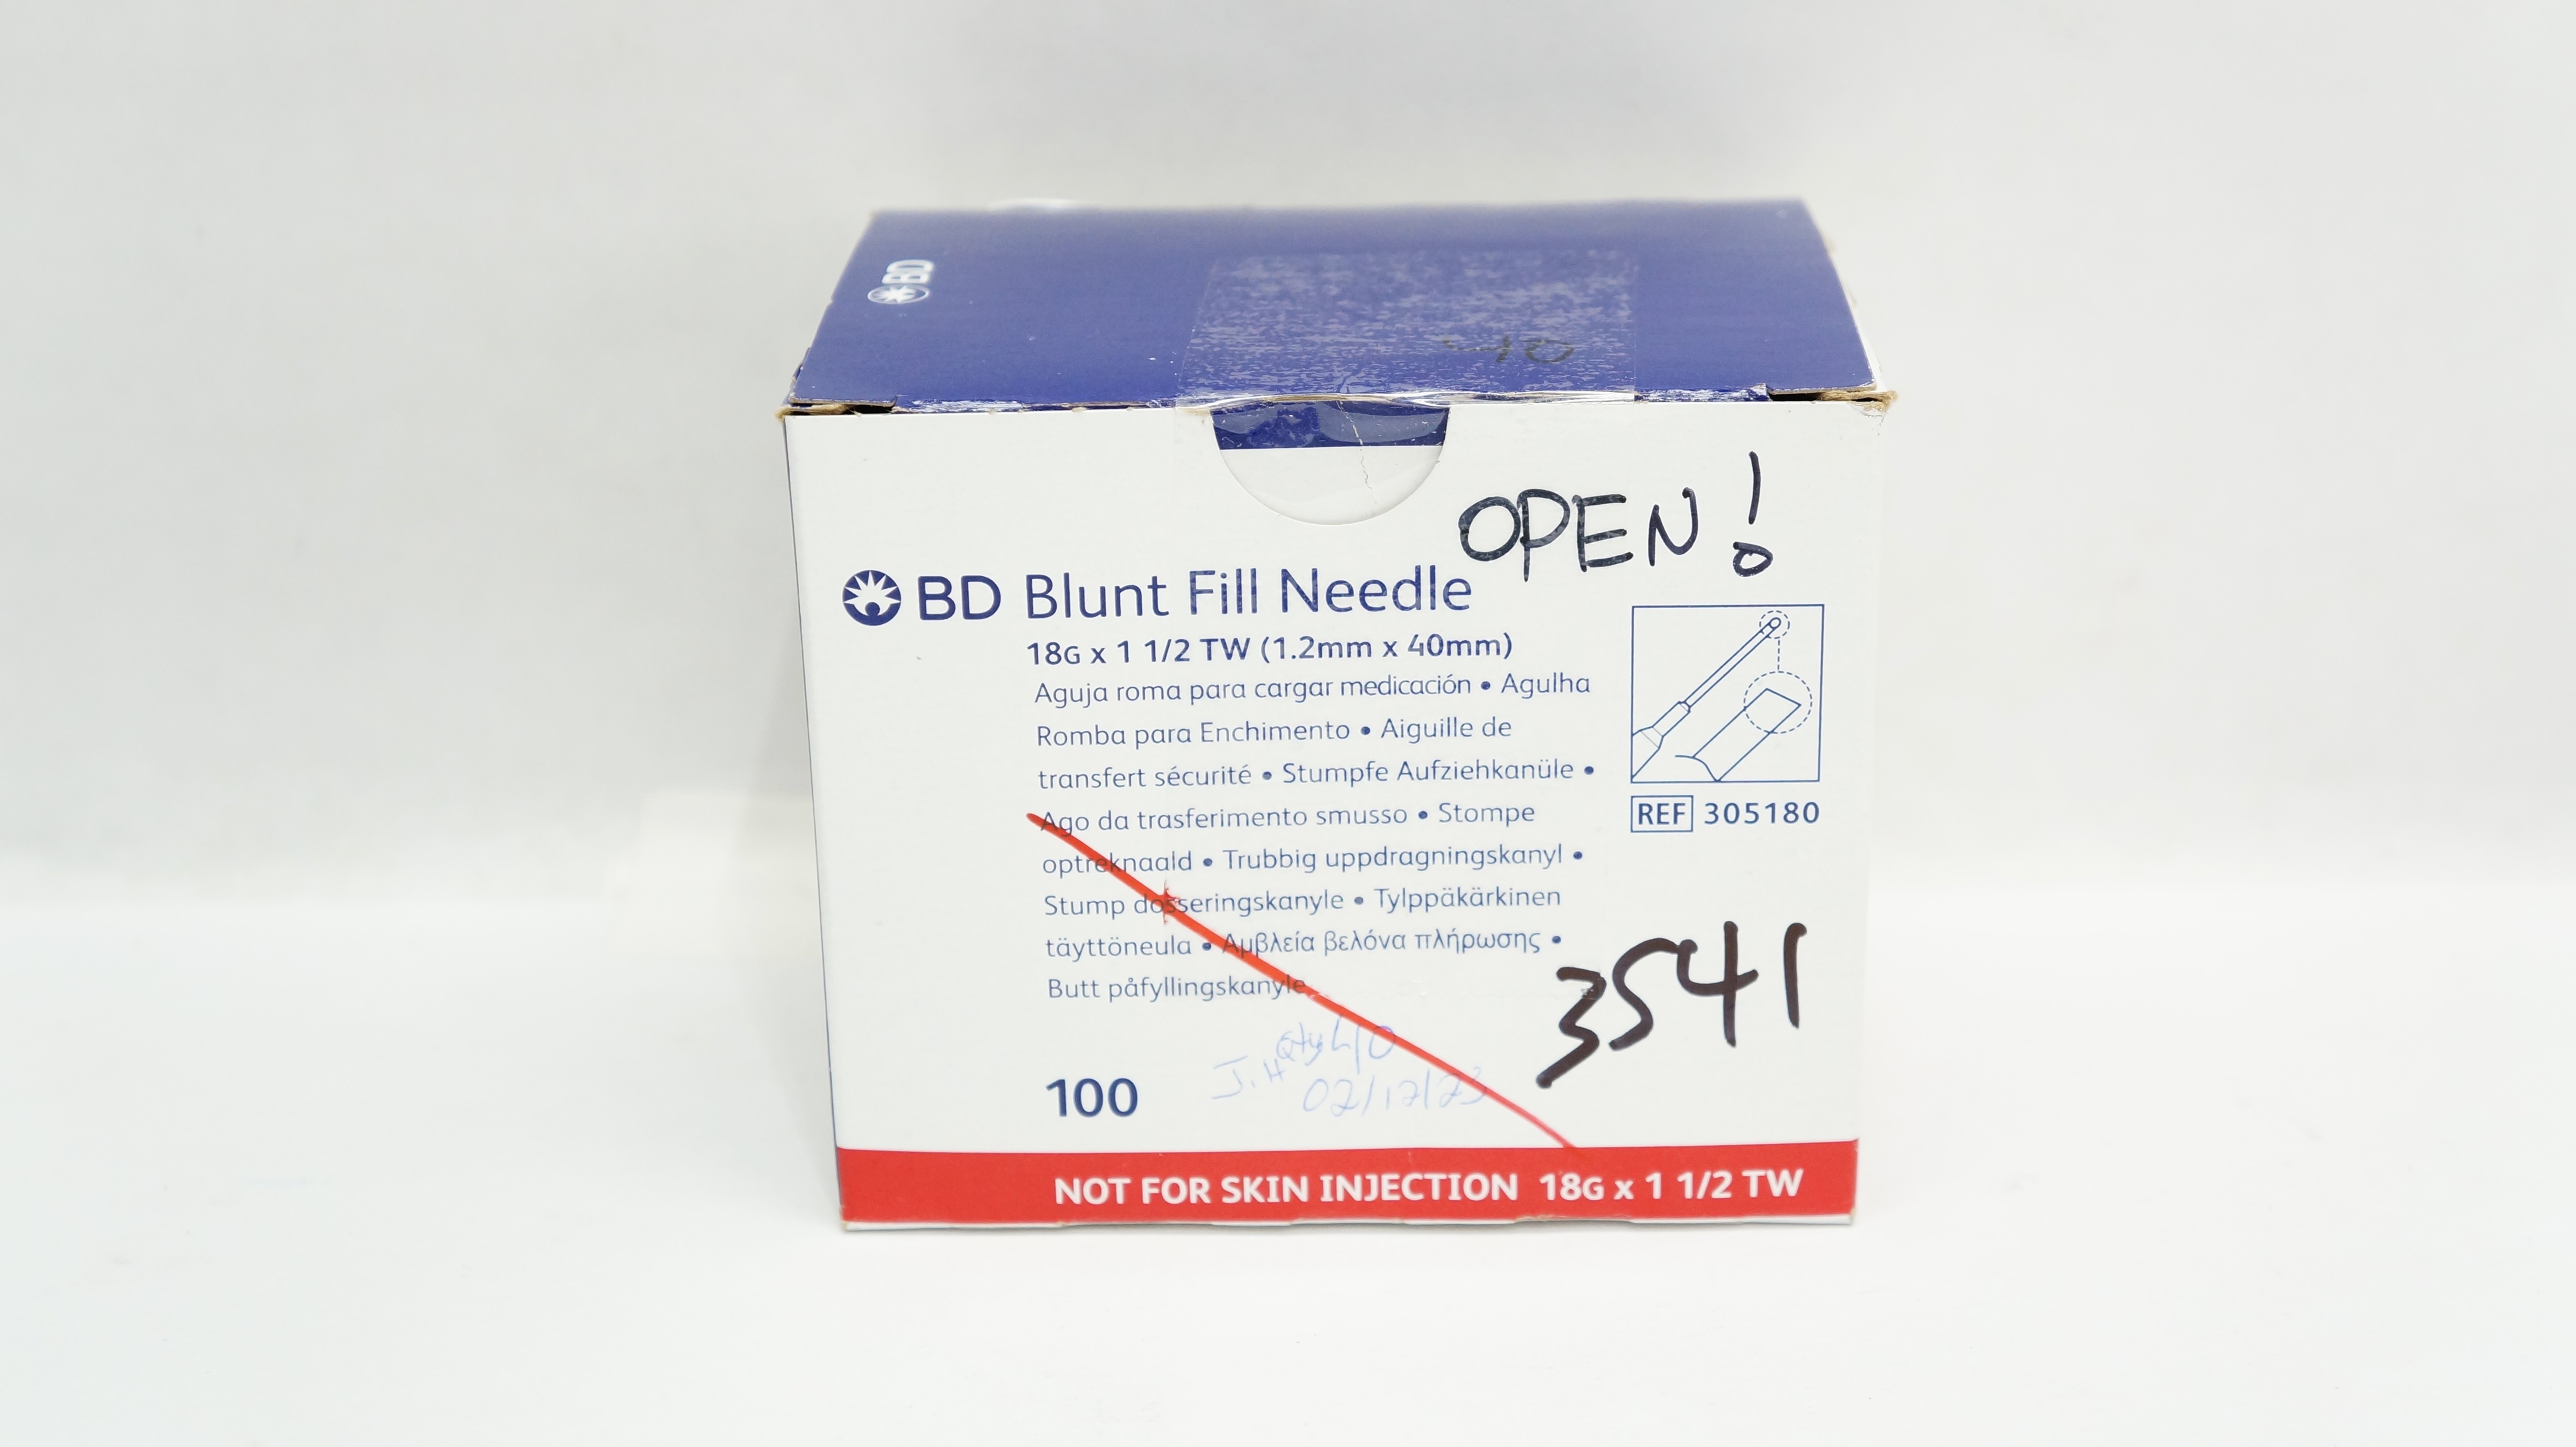 BD
OPEN!
BD Blunt Fill Needle
18G x 1 1/2 TW (1.2mm x 40mm)
Aguja roma para cargar medicación • Agulha
Romba para Enchimento • Aiguille de
transfert sécurité • Stumpfe Aufziehkanüle •
Ago da trasferimento smusso • Stompe
optreknaald • Trubbig uppdragningskanyl •
Stump dosseringskanyle • Tylppäkärkinen
täyttöneula • Αμβλεία βελόνα πλήρωσης •
Butt påfyllingskanyle
REF 305180
3541
Qty 40
J.H
02/12/23
100
NOT FOR SKIN INJECTION 18G x 1 1/2 TW